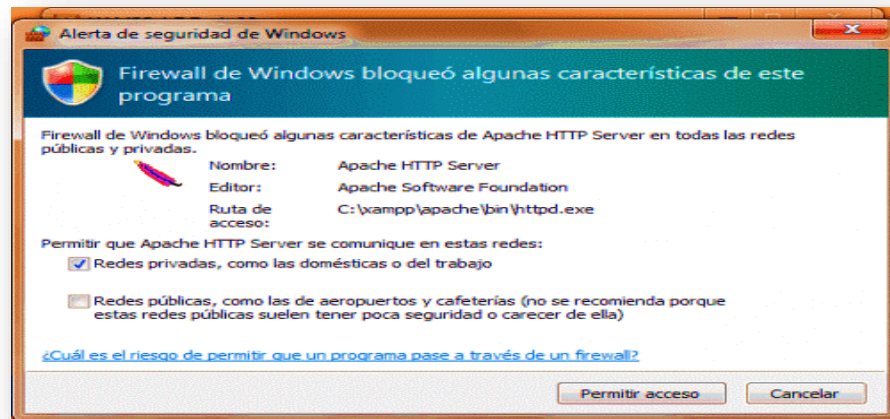 Alerta de seguridad de Windows
Firewall de Windows bloqueó algunas características de este
programa
Firewall de Windows bloqueó algunas características de Apache HTTP Server en todas las redes
públicas y privadas.
Nombre: Apache HTTP Server
Editor: Apache Software Foundation
Ruta de acceso: C:\xampp\apache\bin\httpd.exe
Permitir que Apache HTTP Server se comunique en estas redes:
Redes privadas, como las domésticas o del trabajo
Redes públicas, como las de aeropuertos y cafeterías (no se recomienda porque
estas redes públicas suelen tener poca seguridad o carecer de ella)
¿Cuál es el riesgo de permitir que un programa pase a través de un firewall?
Permitir acceso Cancelar